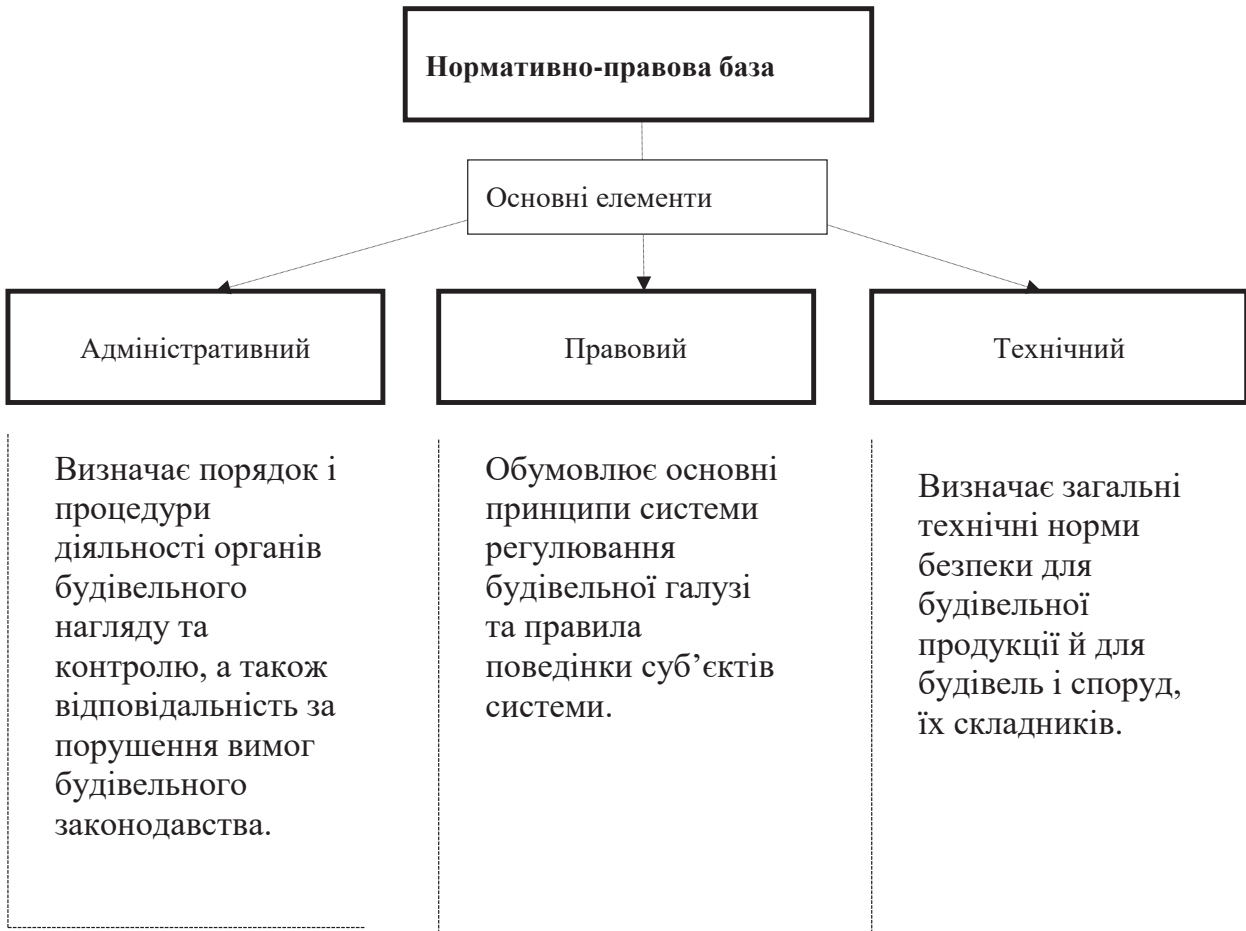 Нормативно-правова база
Основні елементи
Адміністративний
Правовий
Технічний
Визначає порядок і
процедури
діяльності органів
будівельного
нагляду та
контролю, а також
відповідальність за
порушення вимог
будівельного
законодавства.
Обумовлює основні
принципи системи
регулювання
будівельної галузі
та правила
поведінки суб’єктів
системи.
Визначає загальні
технічні норми
безпеки для
будівельної
продукції й для
будівель і споруд,
їх складників.